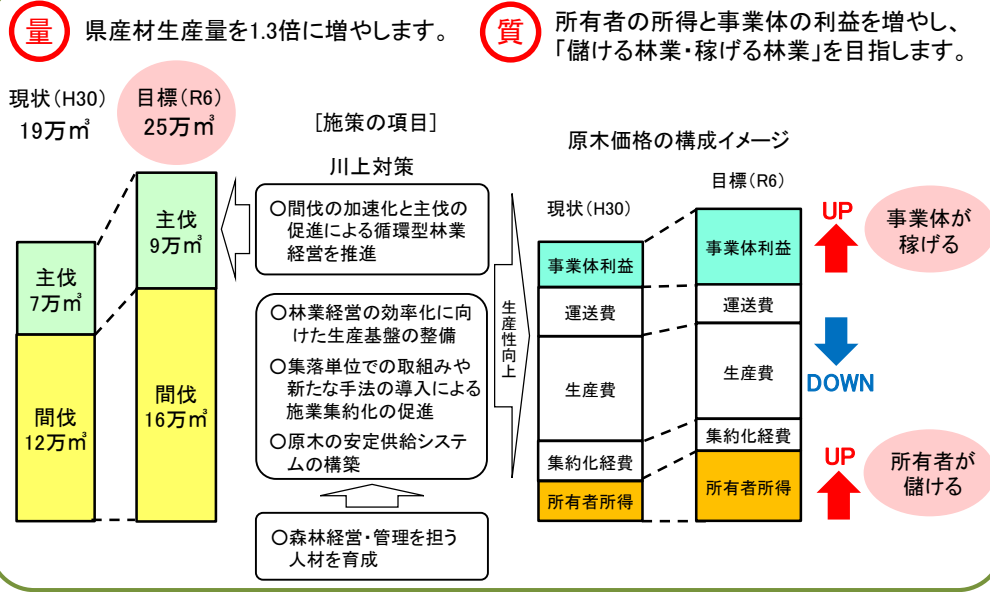 量
県産材生産量を1.3倍に増やします。
質
所有者の所得と事業体の利益を増やし、
「儲ける林業・稼げる林業」を目指します。
現状(H30)
19万㎥
目標(R6)
25万㎥
主伐
7万㎥
間伐
12万㎥
主伐
9万㎥
間伐
16万㎥
[施策の項目]
川上対策
○間伐の加速化と主伐の
促進による循環型林業
経営を推進
○林業経営の効率化に向
けた生産基盤の整備
○集落単位での取組みや
新たな手法の導入による
施業集約化の促進
○原木の安定供給システ
ムの構築
○森林経営・管理を担う
人材を育成
生産性向上
原木価格の構成イメージ
現状(H30)
事業体利益
運送費
生産費
集約化経費
所有者所得
目標(R6)
事業体利益
運送費
生産費
集約化経費
所有者所得
UP
事業体が
稼げる
DOWN
UP
所有者が
儲ける